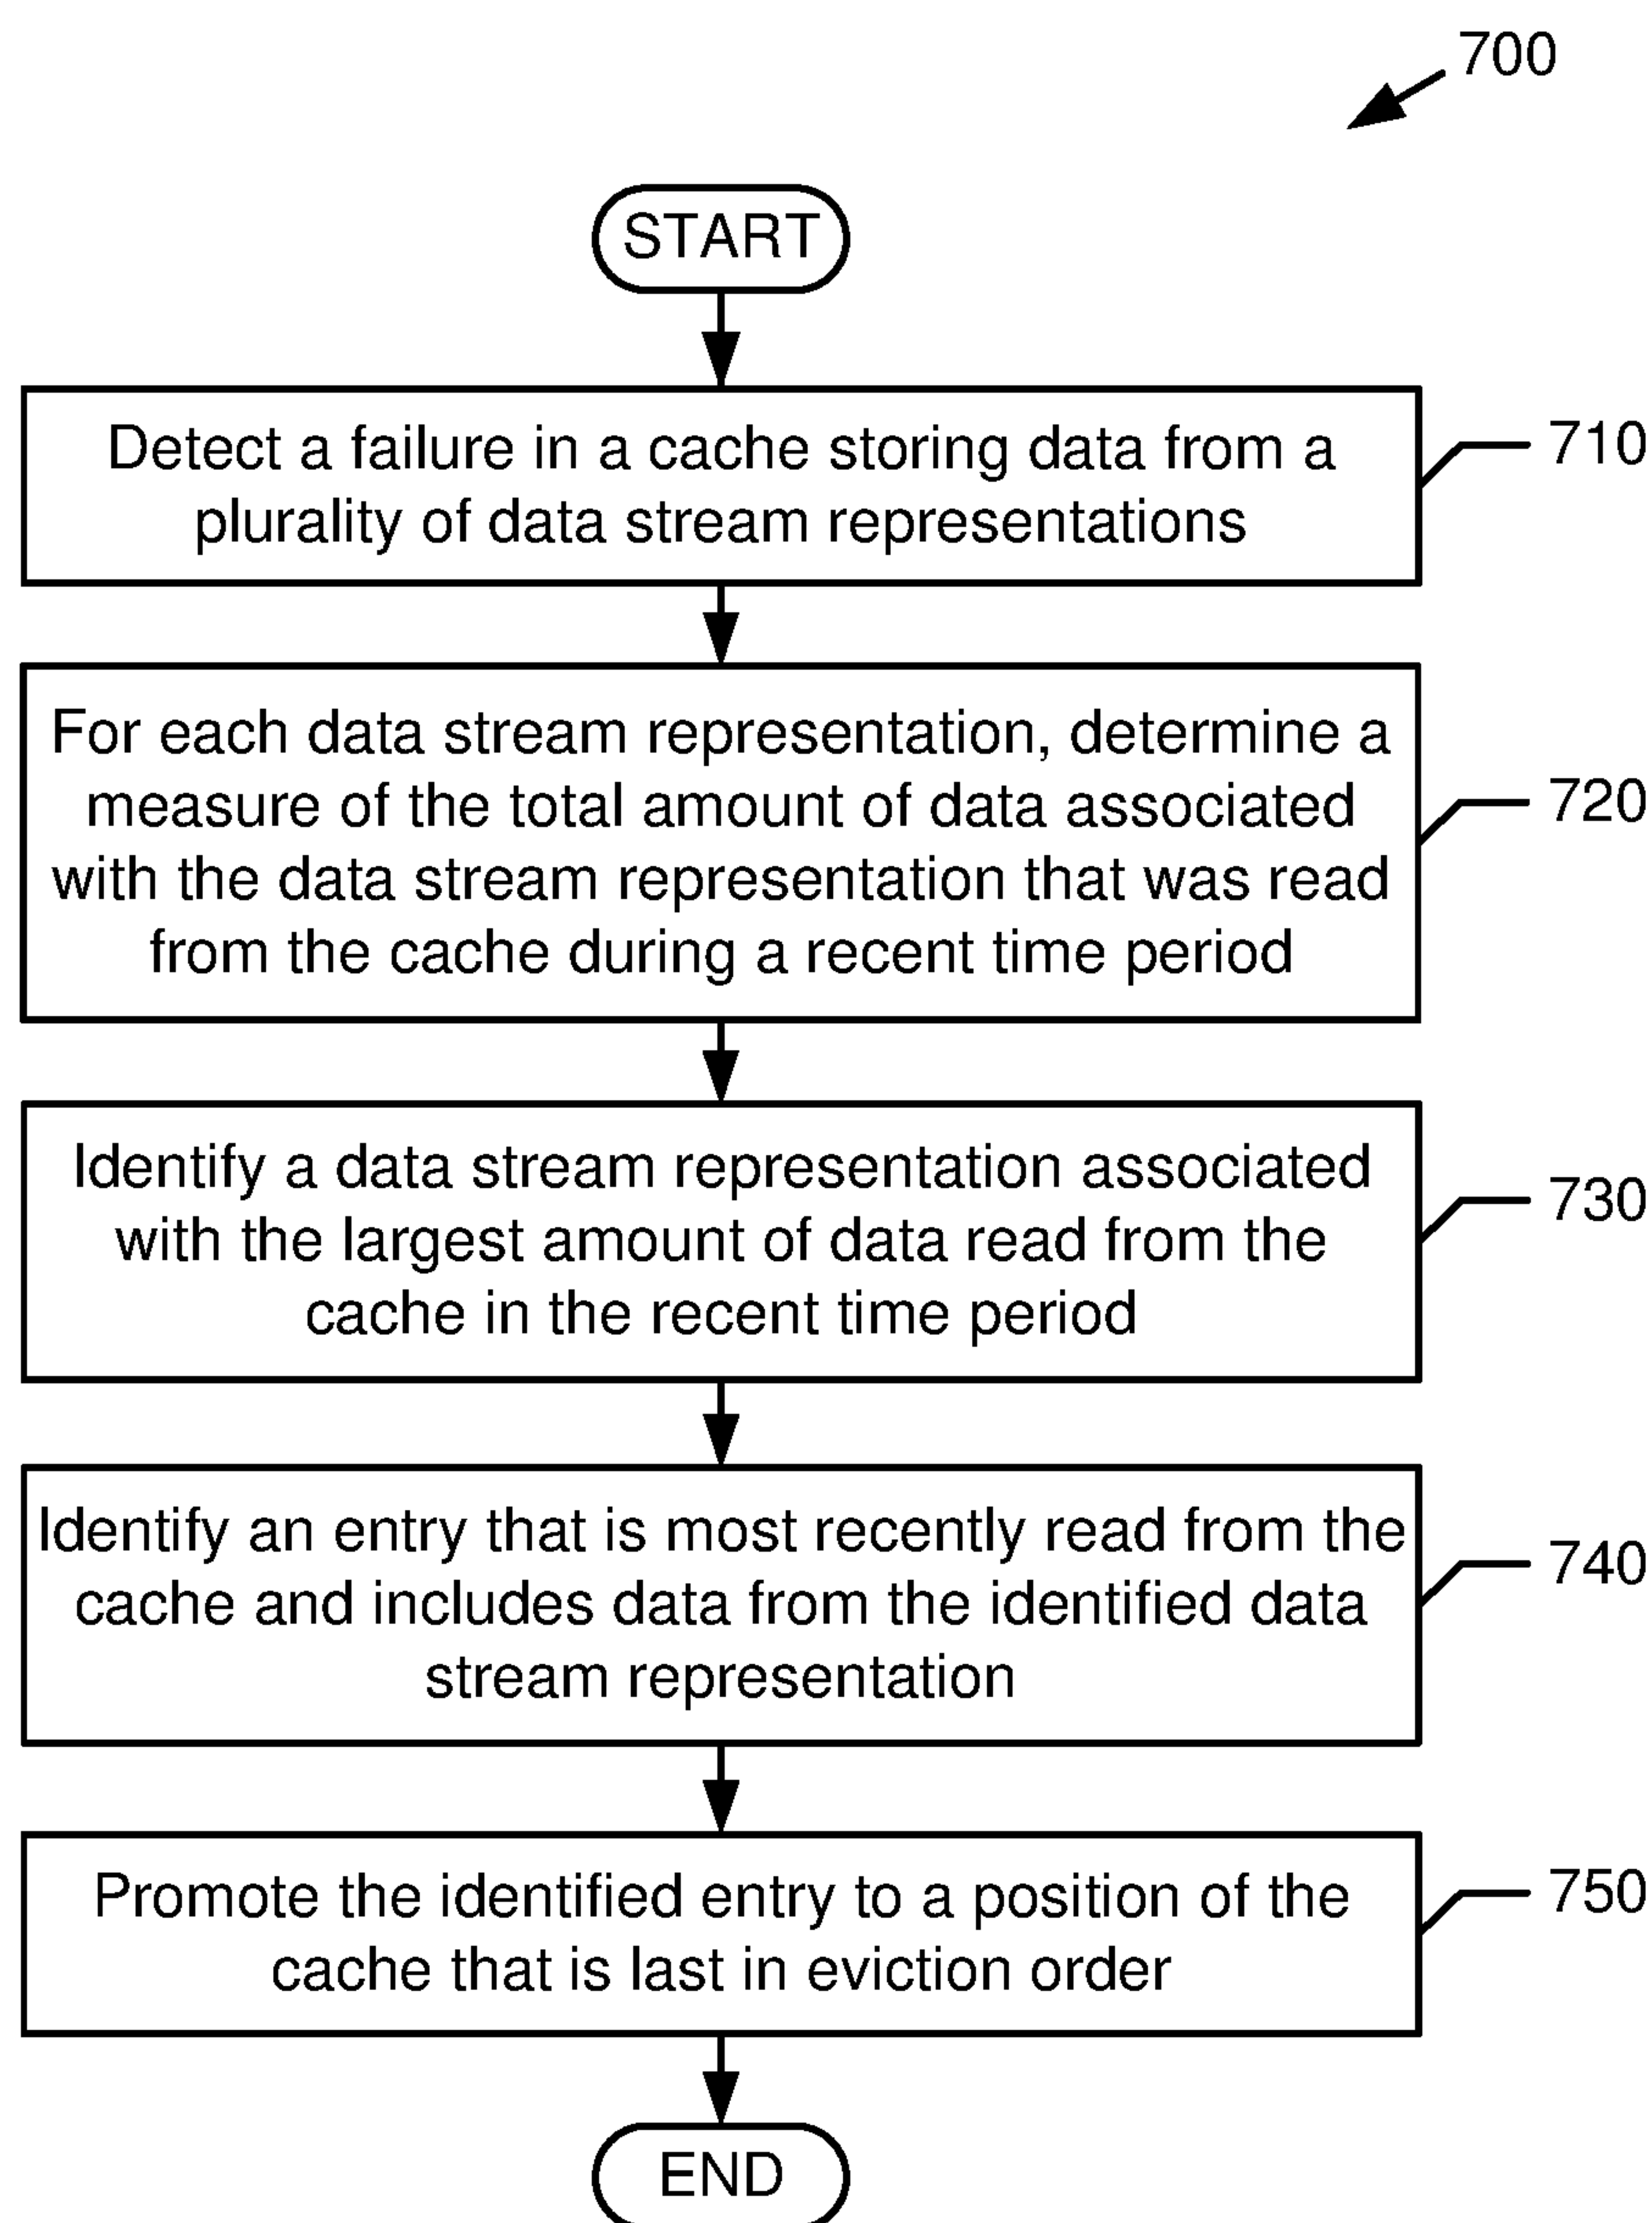 700
START
Detect a failure in a cache storing data from a
plurality of data stream representations
710
For each data stream representation, determine a
measure of the total amount of data associated
with the data stream representation that was read
from the cache during a recent time period
720
Identify a data stream representation associated
with the largest amount of data read from the
cache in the recent time period
730
Identify an entry that is most recently read from the
cache and includes data from the identified data
stream representation
740
Promote the identified entry to a position of the
cache that is last in eviction order
750
END